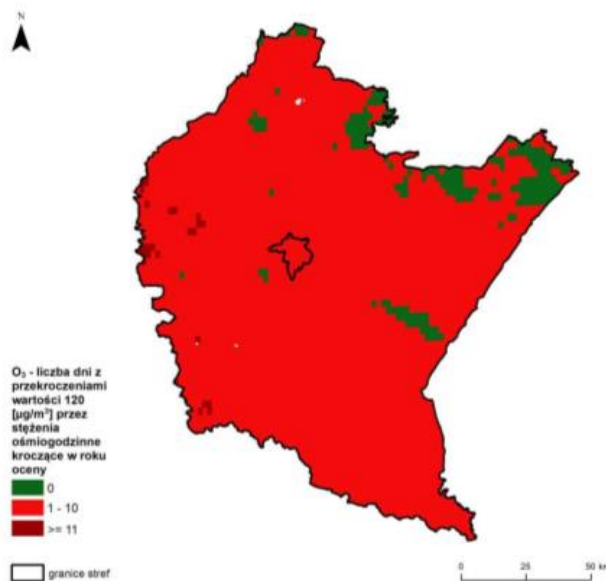 N
O₃ - liczba dni z
przekroczeniami
wartości 120
[µg/m³] przez
stężenia
ośmiogodzinne
kroczące w roku
oceny
0
1 - 10
>= 11
granice stref
0 25 50 km